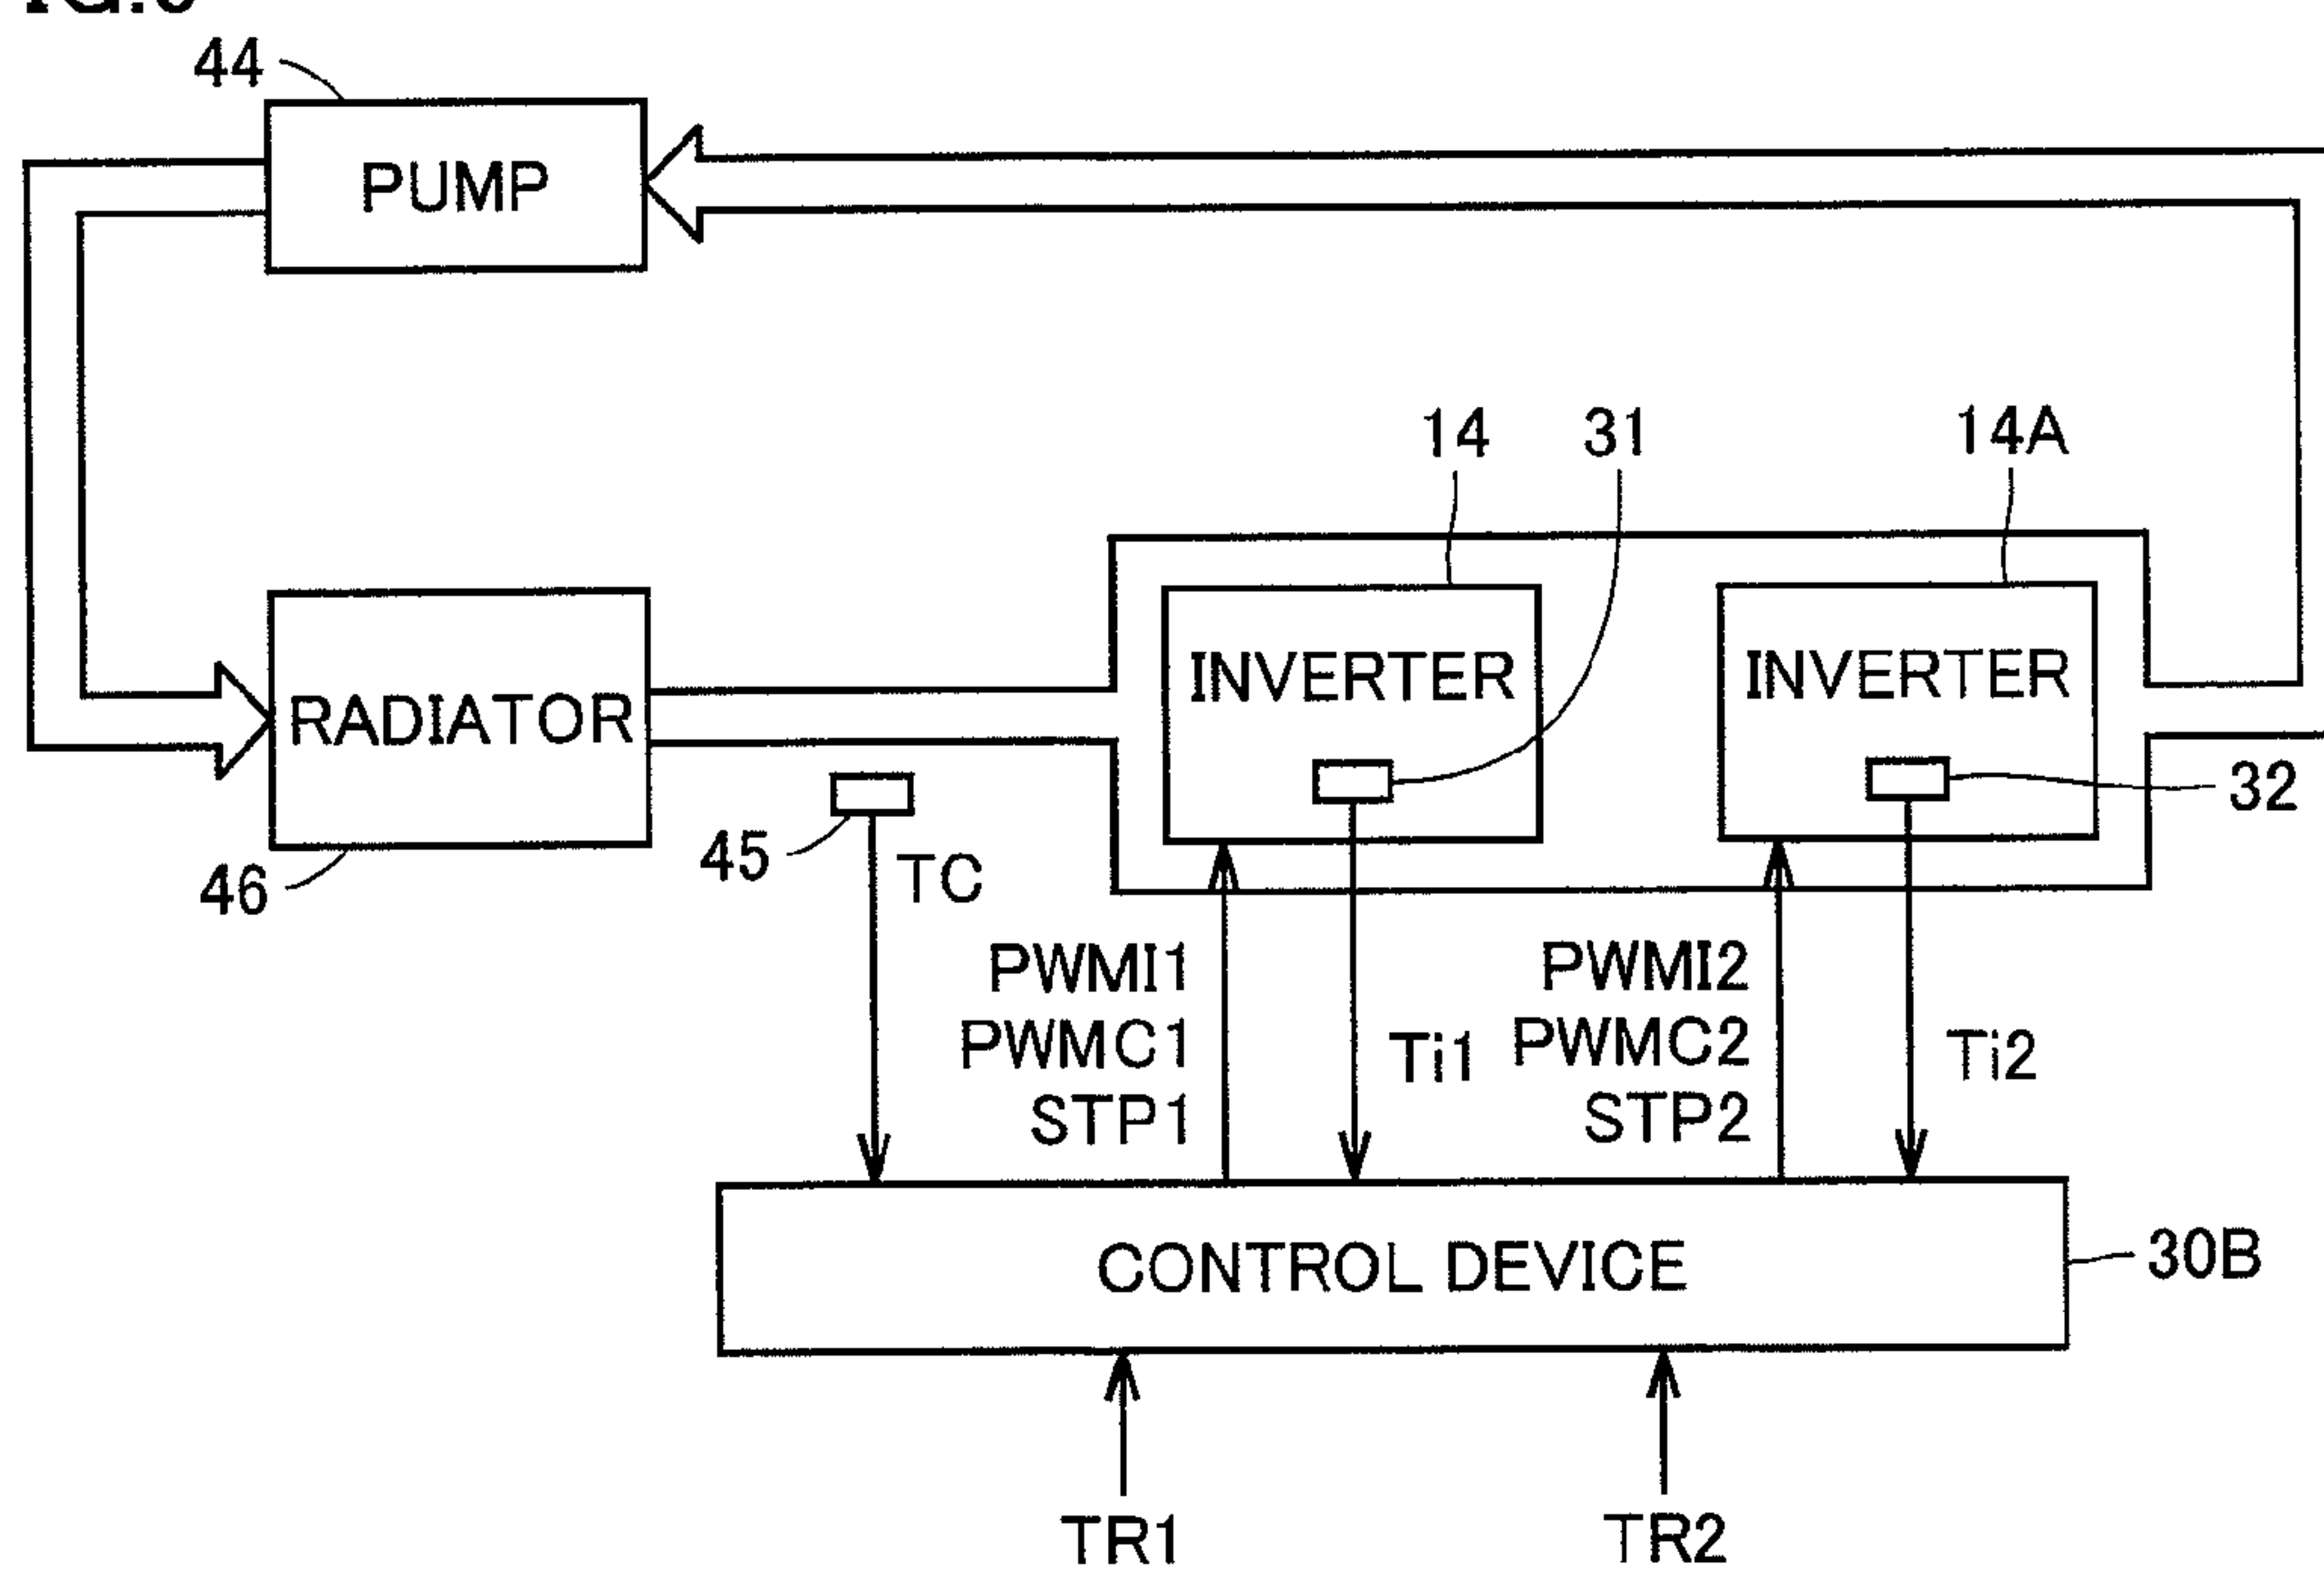 44
PUMP
14
31
14A
INVERTER
INVERTER
RADIATOR
32
45
TC
46
PWMI1
PWMC1
STP1
Ti1
PWMI2
PWMC2
STP2
Ti2
CONTROL DEVICE
30B
TR1
TR2